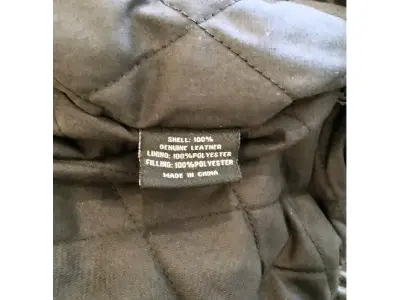 SHELL: 100%
GENUINE LEATHER
LINING: 100%POLYESTER
FILLING: 100%POLYESTER
MADE IN CHINA